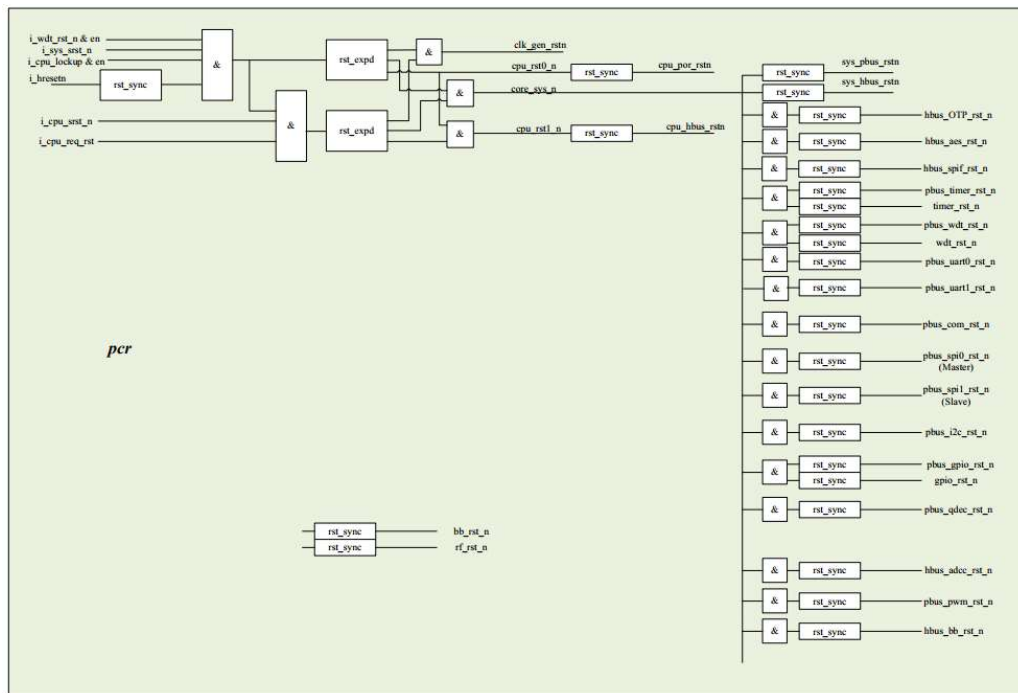 i_wdt_rst_n & en
i_sys_srst_n
i_cpu_lockup & en
i_hresetn
rst_sync
&
i_cpu_srst_n
i_cpu_req_rst
&
rst_expd
rst_expd
&
clk_gen_rstn
cpu_rst0_n
rst_sync
cpu_por_rstn
&
core_sys_n
&
cpu_rst1_n
rst_sync
cpu_hbus_rstn
rst_sync
sys_pbus_rstn
rst_sync
sys_hbus_rstn
& rst_sync hbus_OTP_rst_n
& rst_sync hbus_aes_rst_n
& rst_sync hbus_spif_rst_n
& rst_sync pbus_timer_rst_n
rst_sync timer_rst_n
& rst_sync pbus_wdt_rst_n
rst_sync wdt_rst_n
& rst_sync pbus_uart0_rst_n
& rst_sync pbus_uart1_rst_n
& rst_sync pbus_com_rst_n
pcr
& rst_sync pbus_spi0_rst_n
(Master)
& rst_sync pbus_spi1_rst_n
(Slave)
& rst_sync pbus_i2c_rst_n
& rst_sync pbus_gpio_rst_n
rst_sync gpio_rst_n
& rst_sync pbus_qdec_rst_n
rst_sync bb_rst_n
rst_sync rf_rst_n
& rst_sync hbus_adcc_rst_n
& rst_sync pbus_pwm_rst_n
& rst_sync hbus_bb_rst_n